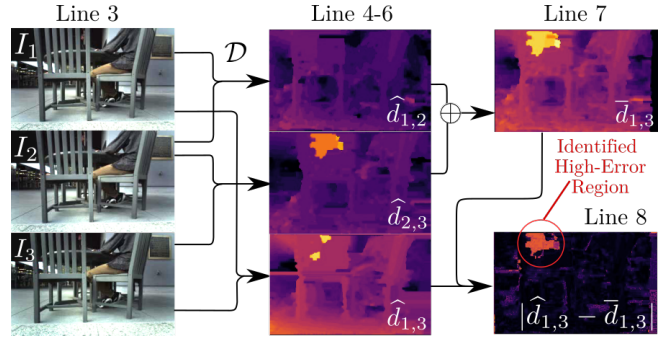 Line 3
Line 4-6
Line 7
I₁
I₂
I₃
𝒟
d̂₁,₂
d̂₂,₃
d̂₁,₃
⊕
d̅₁,₃
Identified
High-Error
Region
Line 8
|d̂₁,₃ − d̅₁,₃|